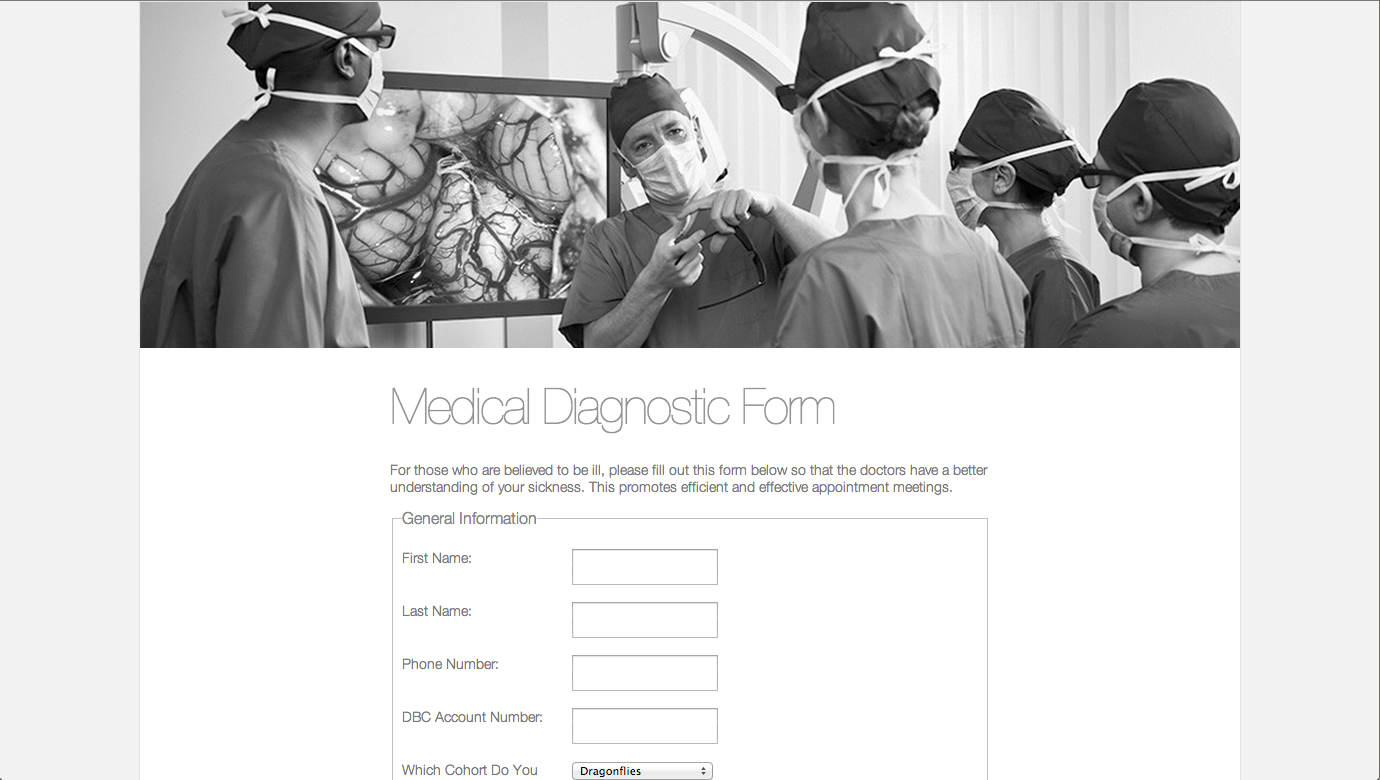 Medical Diagnostic Form
For those who are believed to be ill, please fill out this form below so that the doctors have a better
understanding of your sickness. This promotes efficient and effective appointment meetings.
General Information
First Name:
Last Name:
Phone Number:
DBC Account Number:
Which Cohort Do You
Dragonflies